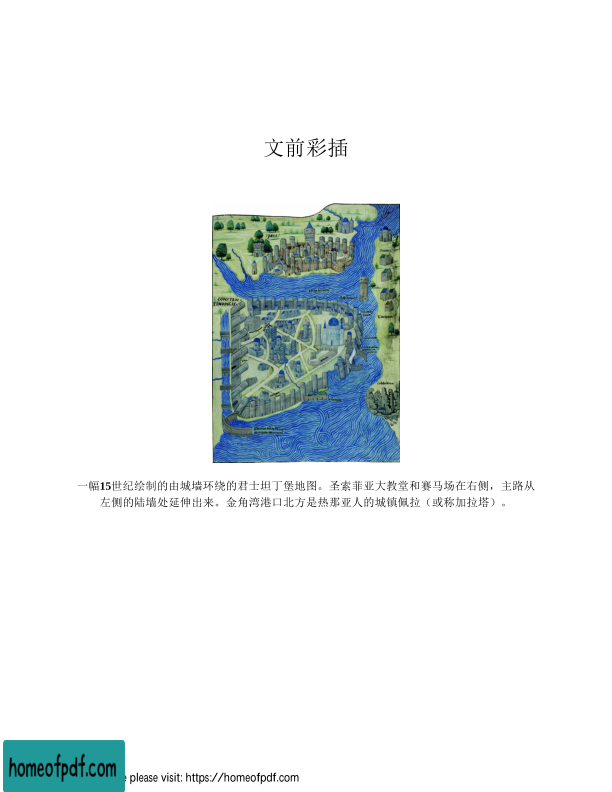 文前彩插
PERA
CONSTAN
TINOPOLIS
一幅15世纪绘制的由城墙环绕的君士坦丁堡地图。圣索菲亚大教堂和赛马场在右侧，主路从
左侧的陆墙处延伸出来。金角湾港口北方是热那亚人的城镇佩拉（或称加拉塔）。
homeofpdf.com
e please visit: https://homeofpdf.com